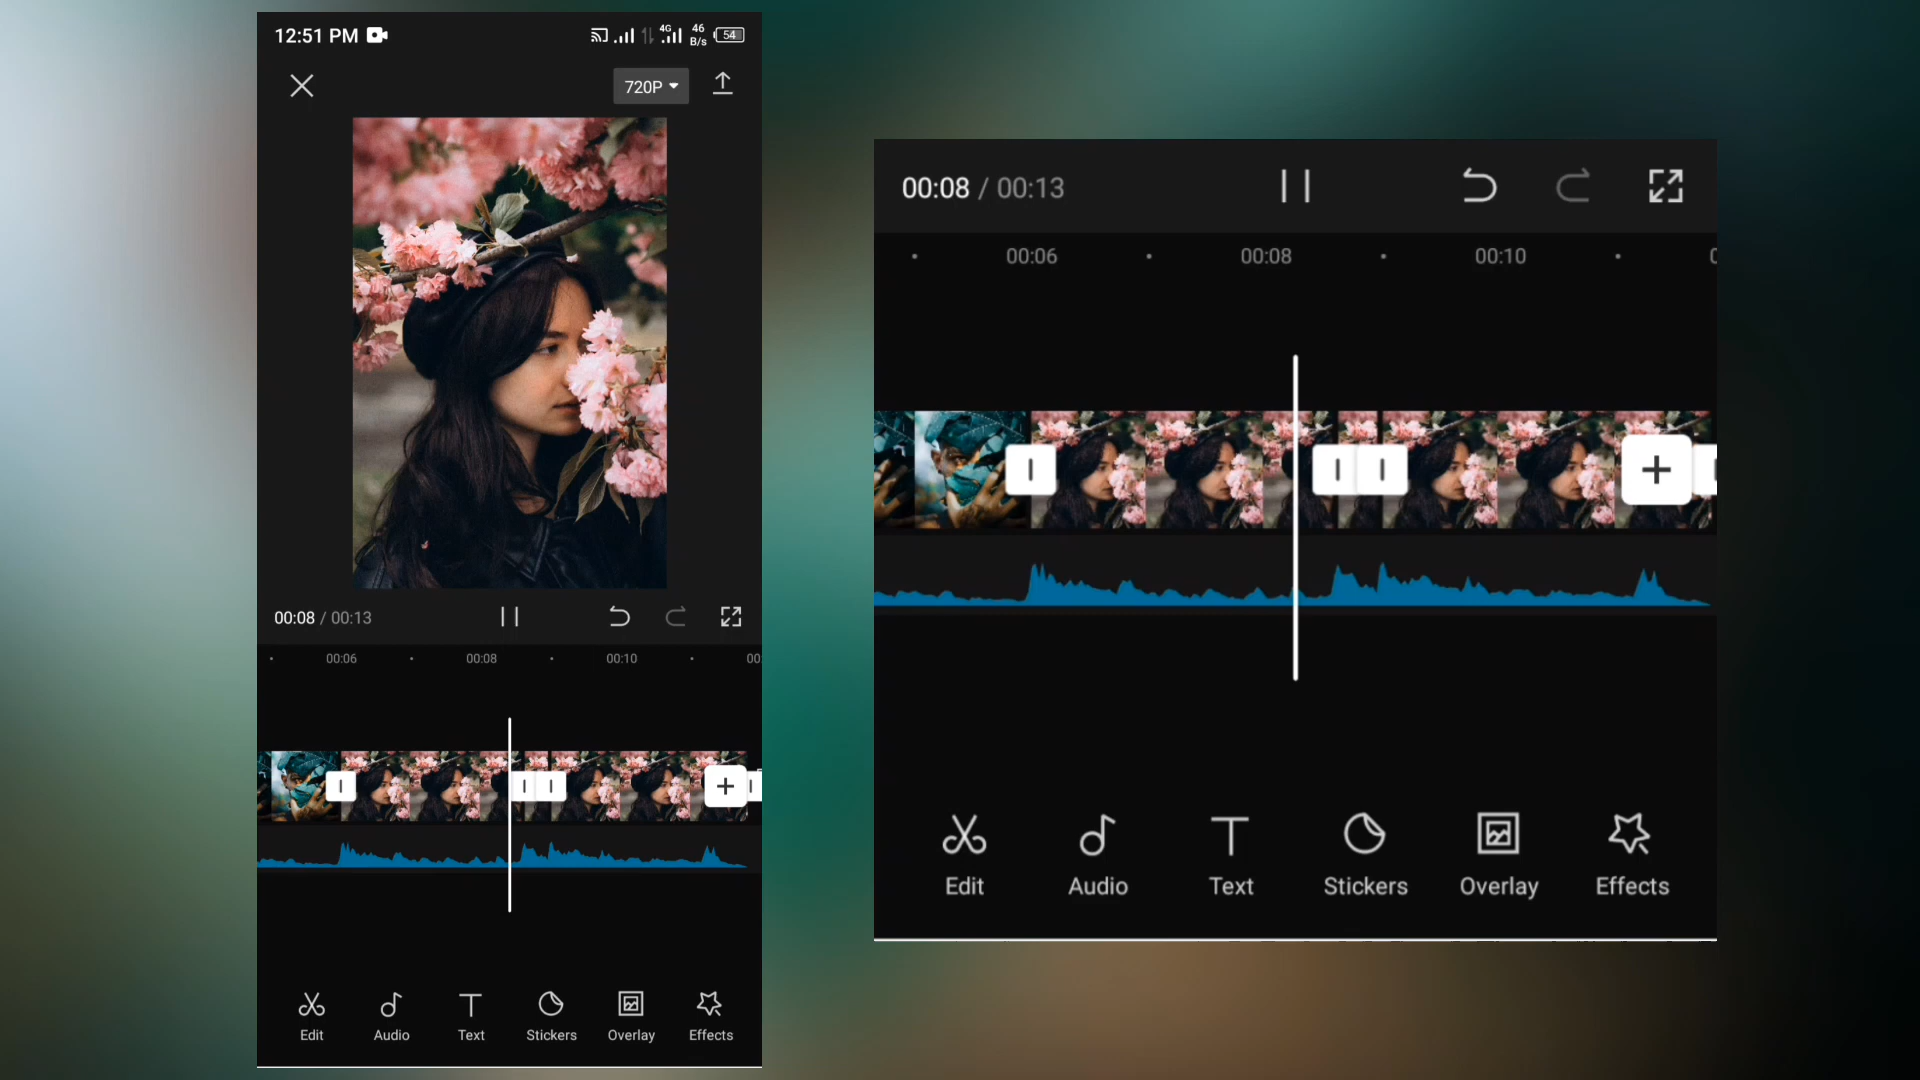 12:51 PM
4G
46
B/s
54
720P
00:08 / 00:13
00:06
00:08
00:10
00
Edit
Audio
Text
Stickers
Overlay
Effects
00:08 / 00:13
00:06
00:08
00:10
Edit
Audio
Text
Stickers
Overlay
Effects